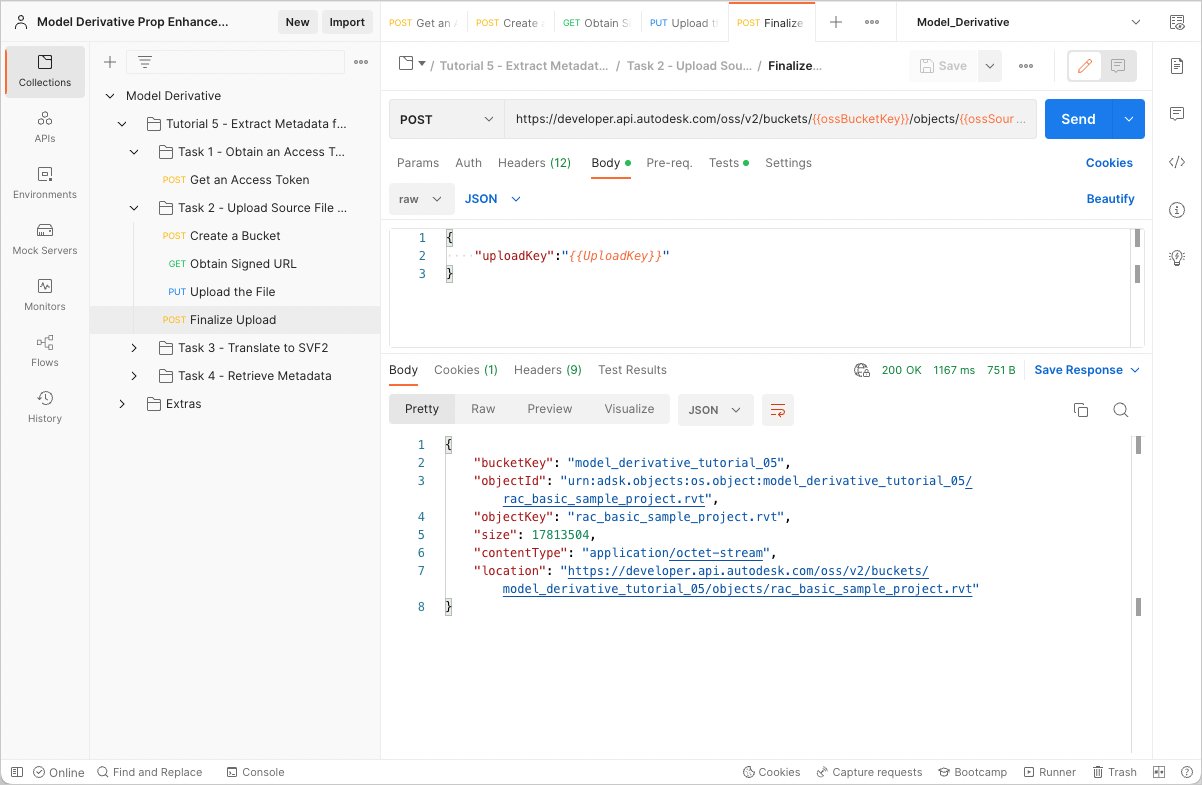 Model Derivative Prop Enhance...
New
Import
POST Get an
POST Create
GET Obtain S
PUT Upload t
POST Finalize
Model_Derivative
Collections
APIs
Environments
Mock Servers
Monitors
Flows
History
Model Derivative
Tutorial 5 - Extract Metadata f...
Task 1 - Obtain an Access T...
POST Get an Access Token
Task 2 - Upload Source File ...
POST Create a Bucket
GET Obtain Signed URL
PUT Upload the File
POST Finalize Upload
Task 3 - Translate to SVF2
Task 4 - Retrieve Metadata
Extras
/ Tutorial 5 - Extract Metadat... / Task 2 - Upload Sou... / Finalize...
Save
POST
https://developer.api.autodesk.com/oss/v2/buckets/{{ossBucketKey}}/objects/{{ossSour ...
Send
Params
Auth
Headers (12)
Body
Pre-req.
Tests
Settings
Cookies
raw
JSON
Beautify
1 {
2 ····"uploadKey":"{{UploadKey}}"
3 }
Body
Cookies (1)
Headers (9)
Test Results
200 OK
1167 ms
751 B
Save Response
Pretty
Raw
Preview
Visualize
JSON
1 {
2 "bucketKey": "model_derivative_tutorial_05",
3 "objectId": "urn:adsk.objects:os.object:model_derivative_tutorial_05/
rac_basic_sample_project.rvt",
4 "objectKey": "rac_basic_sample_project.rvt",
5 "size": 17813504,
6 "contentType": "application/octet-stream",
7 "location": "https://developer.api.autodesk.com/oss/v2/buckets/
model_derivative_tutorial_05/objects/rac_basic_sample_project.rvt"
8 }
Online
Find and Replace
Console
Cookies
Capture requests
Bootcamp
Runner
Trash